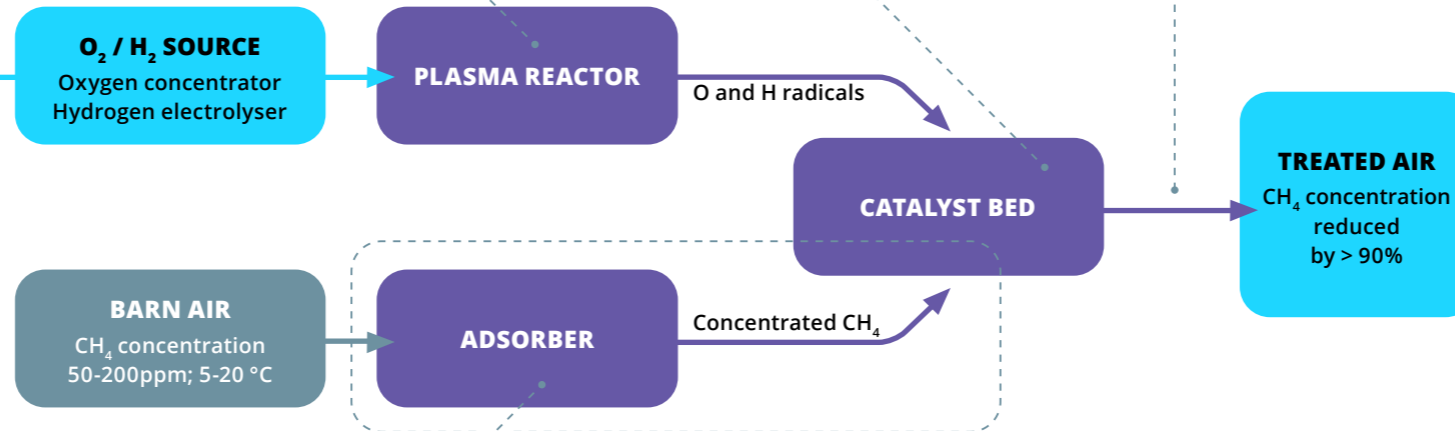 O₂ / H₂ SOURCE
Oxygen concentrator
Hydrogen electrolyser
PLASMA REACTOR
O and H radicals
CATALYST BED
TREATED AIR
CH₄ concentration
reduced
by > 90%
BARN AIR
CH₄ concentration
50-200ppm; 5-20 °C
ADSORBER
Concentrated CH₄